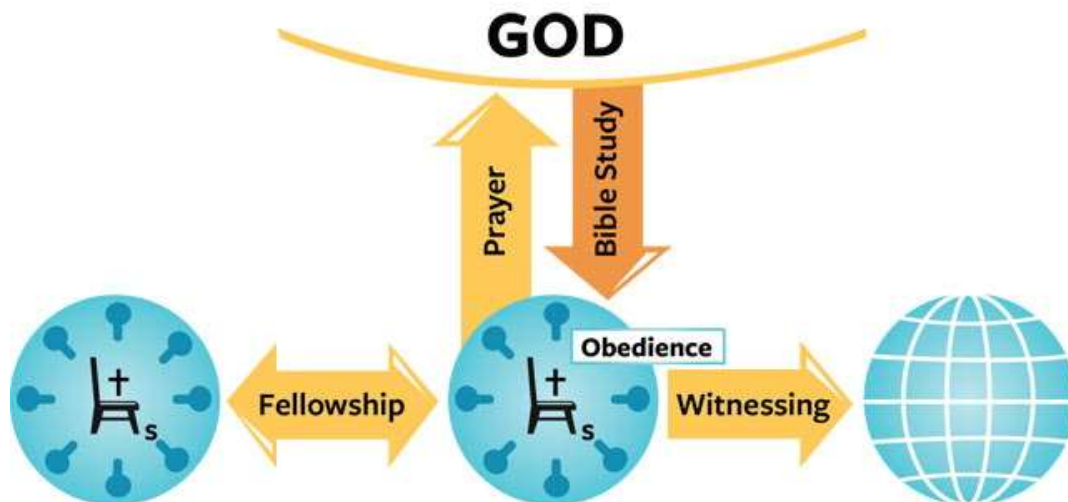 GOD
Prayer
Bible Study
Obedience
s
Fellowship
s
Witnessing